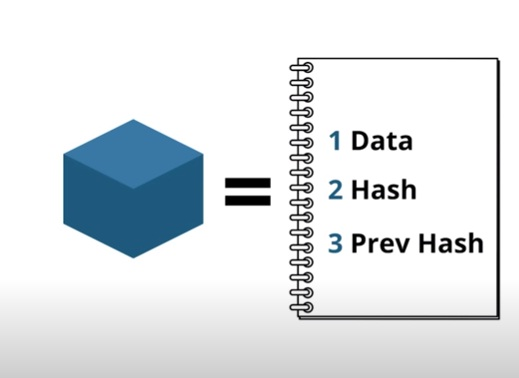 =
1 Data
2 Hash
3 Prev Hash